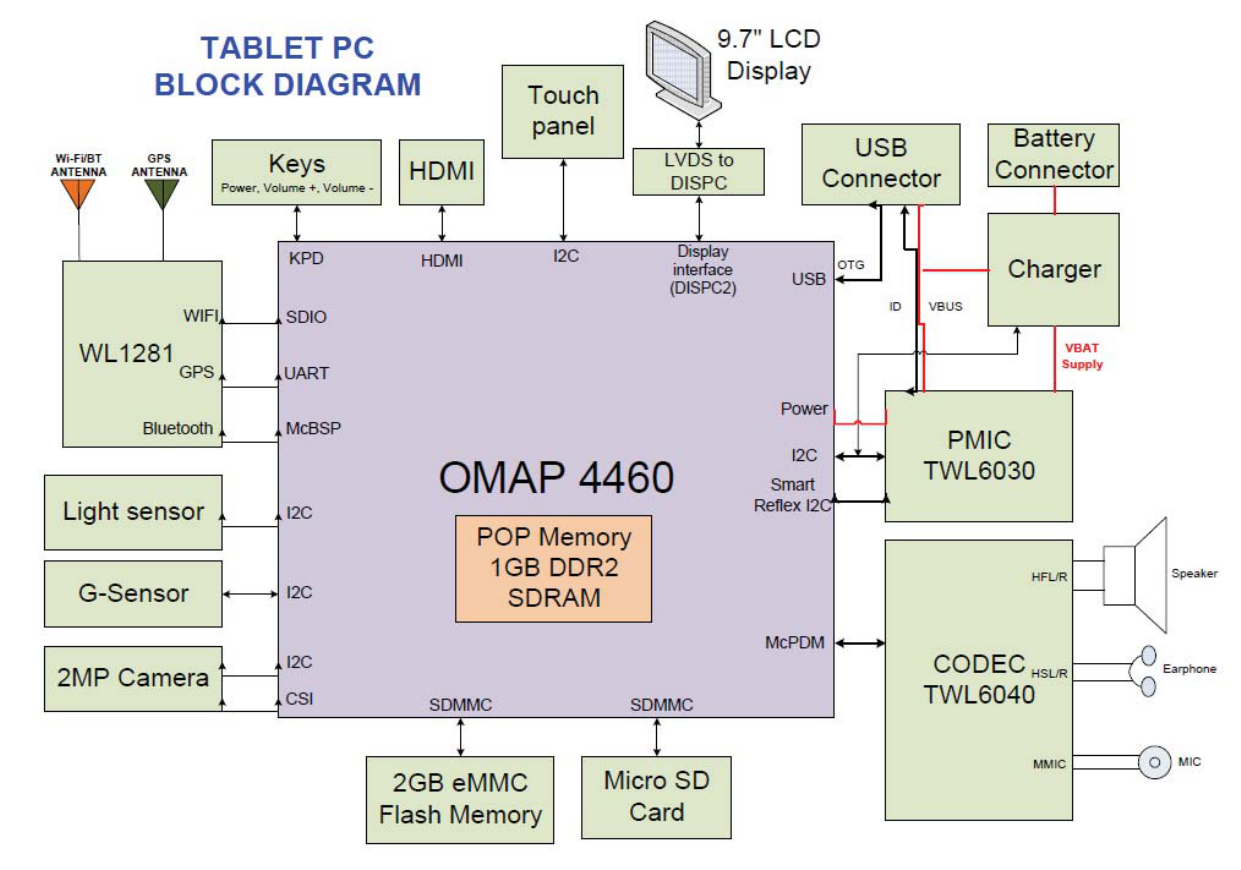 TABLET PC
BLOCK DIAGRAM
9.7" LCD
Display
Wi-Fi/BT
ANTENNA
GPS
ANTENNA
Keys
Power, Volume +, Volume -
HDMI
Touch
panel
LVDS to
DISPC
USB
Connector
Battery
Connector
Charger
KPD
HDMI
I2C
Display
interface
(DISPC2)
USB
OTG
ID
VBUS
VBAT
Supply
WL1281
WIFI
GPS
Bluetooth
SDIO
UART
McBSP
Power
I2C
Smart
Reflex I2C
PMIC
TWL6030
OMAP 4460
POP Memory
1GB DDR2
SDRAM
Light sensor
I2C
G-Sensor
I2C
2MP Camera
I2C
CSI
McPDM
CODEC
TWL6040
HFL/R
Speaker
HSL/R
Earphone
MMIC
MIC
SDMMC
SDMMC
2GB eMMC
Flash Memory
Micro SD
Card